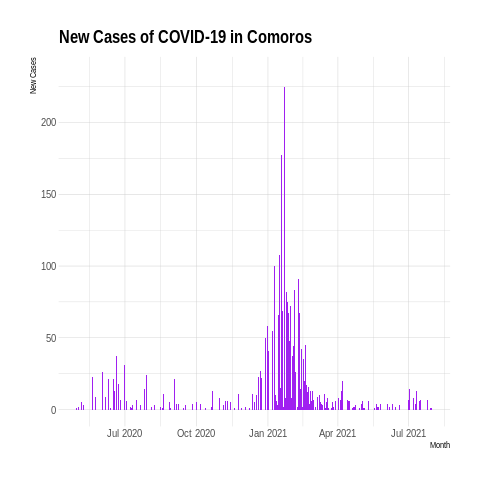 New Cases of COVID-19 in Comoros
New Cases
200
150
100
50
0
Jul 2020 Oct 2020 Jan 2021 Apr 2021 Jul 2021
Month